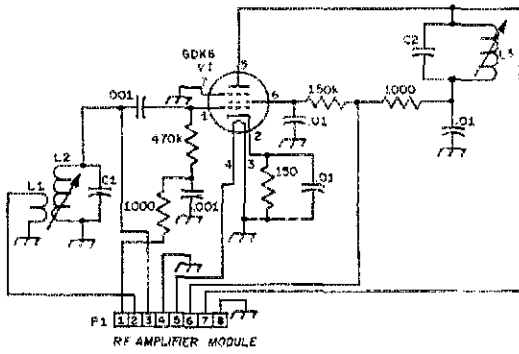 6DK6
V1
5
7
6
1
2
4
3
.001
470k
150k
1000
.01
C2
L3
.01
L2
L1
C1
1000
.001
150
.01
P1 1 2 3 4 5 6 7 8
RF AMPLIFIER MODULE